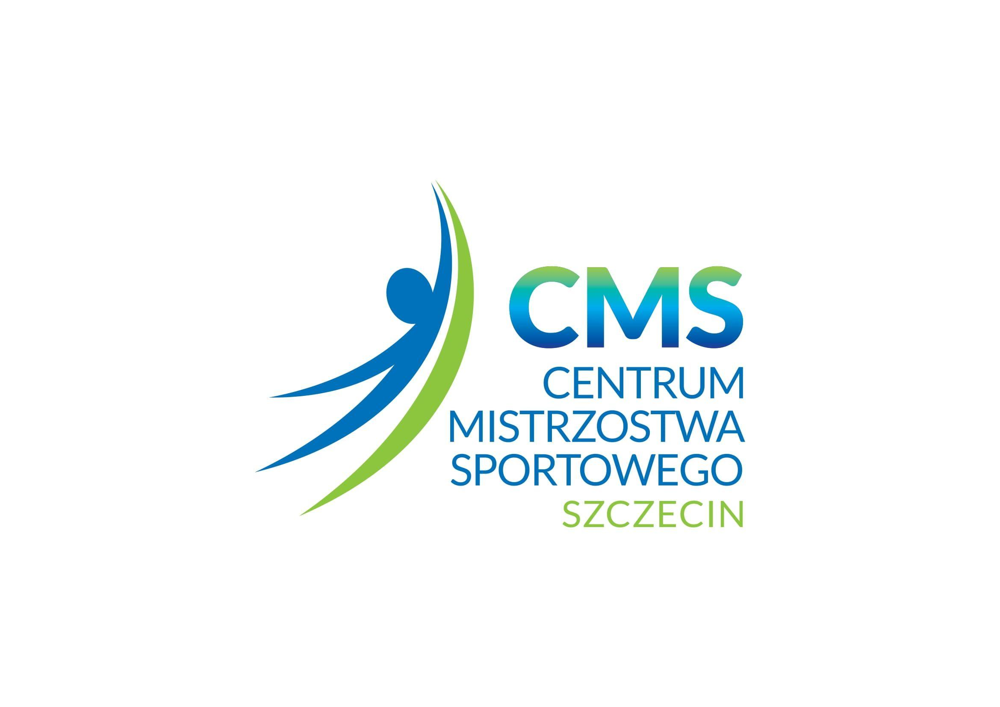 CMS
CENTRUM
MISTRZOSTWA
SPORTOWEGO
SZCZECIN